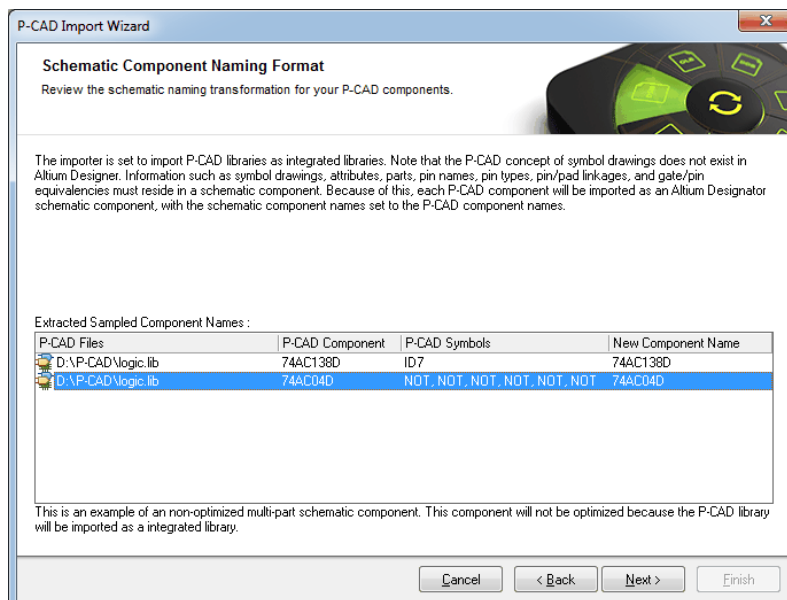 P-CAD Import Wizard
Schematic Component Naming Format
Review the schematic naming transformation for your P-CAD components.
The importer is set to import P-CAD libraries as integrated libraries. Note that the P-CAD concept of symbol drawings does not exist in
Altium Designer. Information such as symbol drawings, attributes, parts, pin names, pin types, pin/pad linkages, and gate/pin
equivalencies must reside in a schematic component. Because of this, each P-CAD component will be imported as an Altium Designator
schematic component, with the schematic component names set to the P-CAD component names.
Extracted Sampled Component Names :
P-CAD Files P-CAD Component P-CAD Symbols New Component Name
D:\P-CAD\logic.lib 74AC138D ID7 74AC138D
D:\P-CAD\logic.lib 74AC04D NOT, NOT, NOT, NOT, NOT, NOT 74AC04D
This is an example of an non-optimized multi-part schematic component. This component will not be optimized because the P-CAD library
will be imported as a integrated library.
Cancel < Back Next > Finish